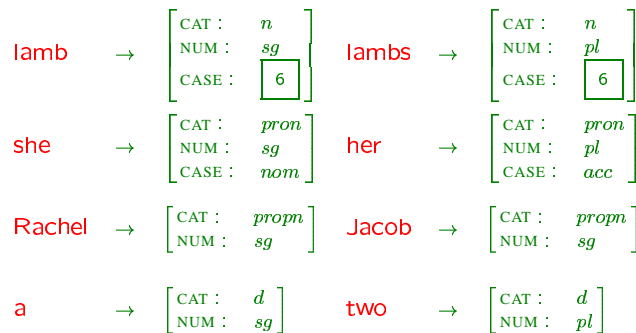 lamb → [CAT : n lambs → [CAT : n
NUM : sg NUM : pl
CASE : 6] CASE : 6]
she → [CAT : pron her → [CAT : pron
NUM : sg NUM : pl
CASE : nom] CASE : acc]
Rachel → [CAT : propn Jacob → [CAT : propn
NUM : sg] NUM : sg]
a → [CAT : d two → [CAT : d
NUM : sg] NUM : pl]